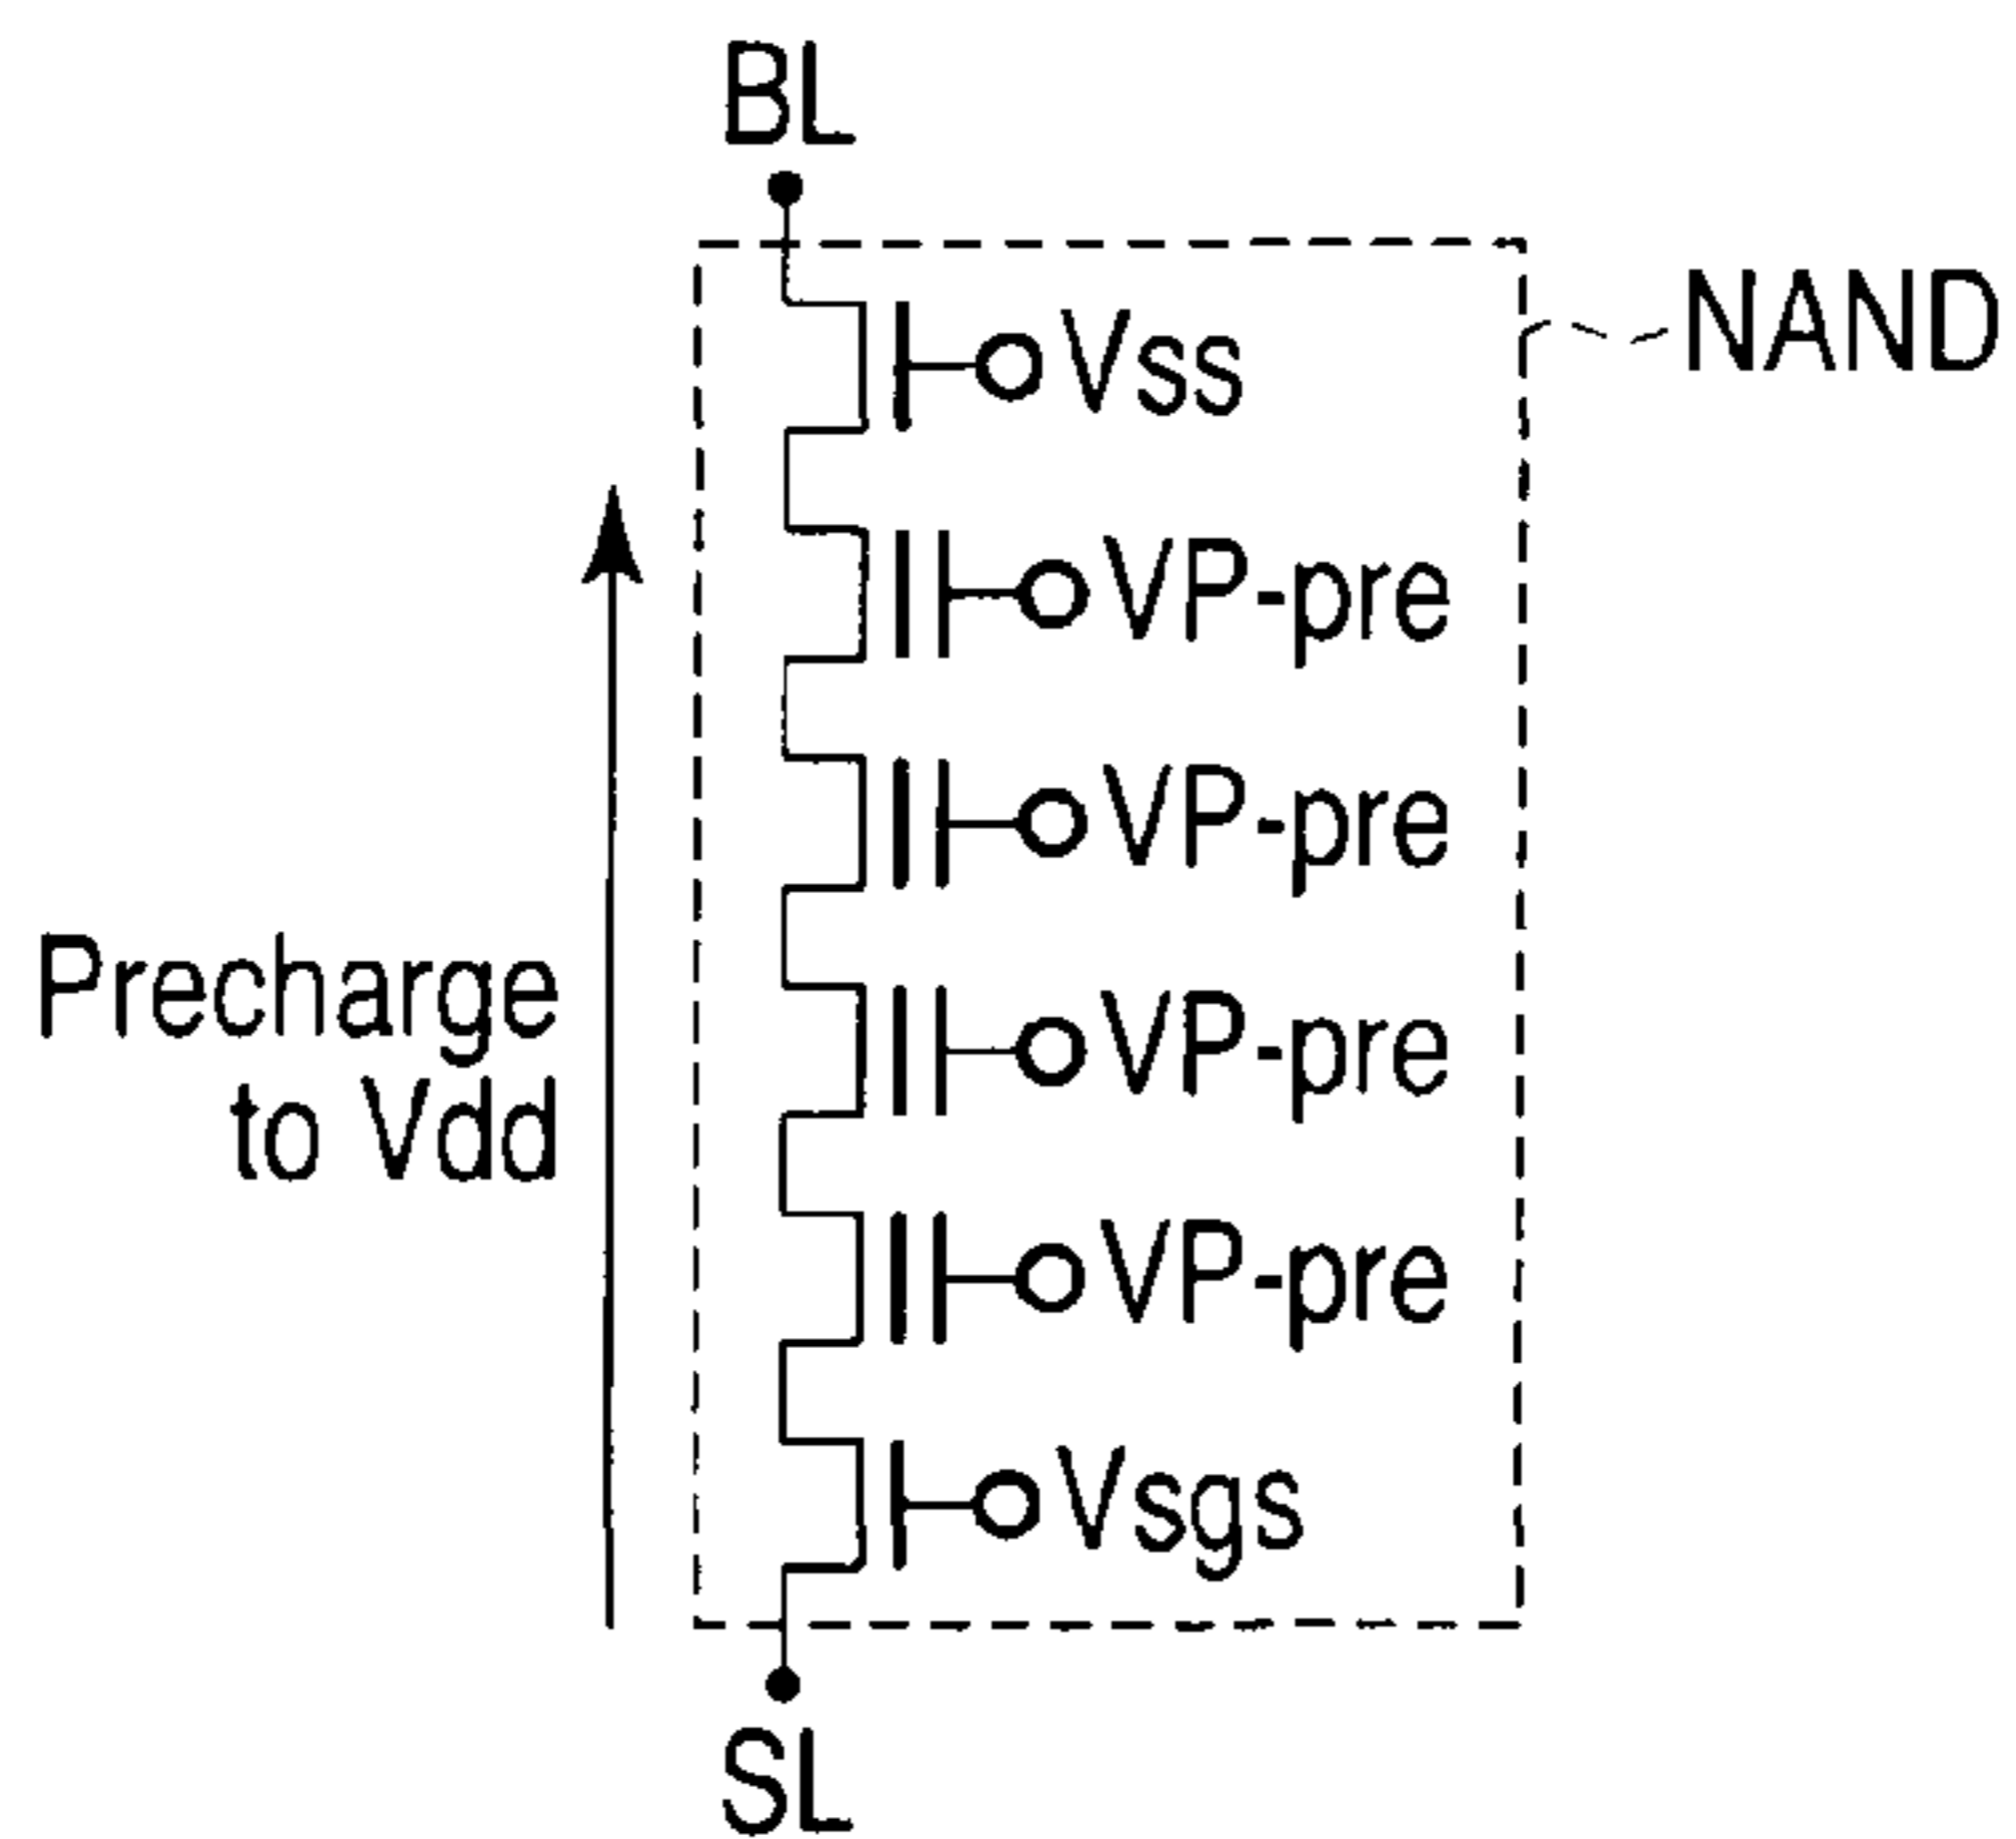 BL
NAND
Vss
VP-pre
VP-pre
Precharge
to Vdd
VP-pre
VP-pre
Vsgs
SL